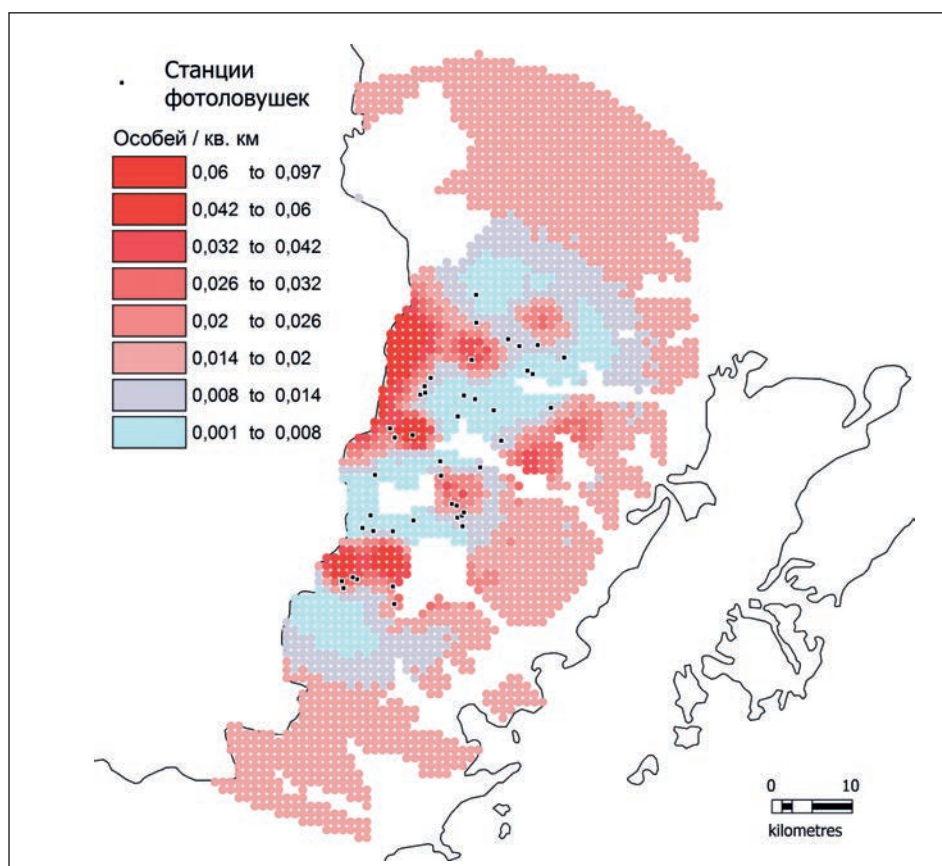 Станции
фотоловушек
Особей / кв. км
0,06 to 0,097
0,042 to 0,06
0,032 to 0,042
0,026 to 0,032
0,02 to 0,026
0,014 to 0,02
0,008 to 0,014
0,001 to 0,008
0 10
kilometres